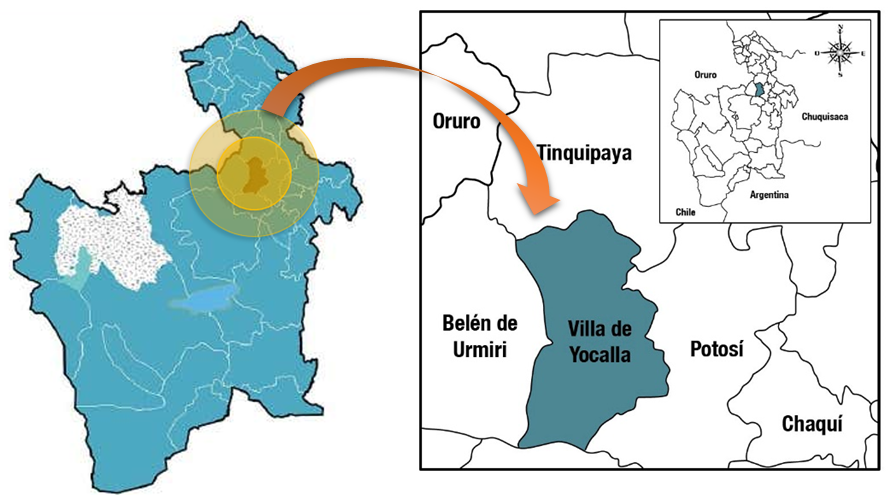 Oruro
Tinquipaya
Belén de
Urmiri
Villa de
Yocalla
Potosí
Chaquí
Oruro
Chuquisaca
Argentina
Chile
N
O
E
S